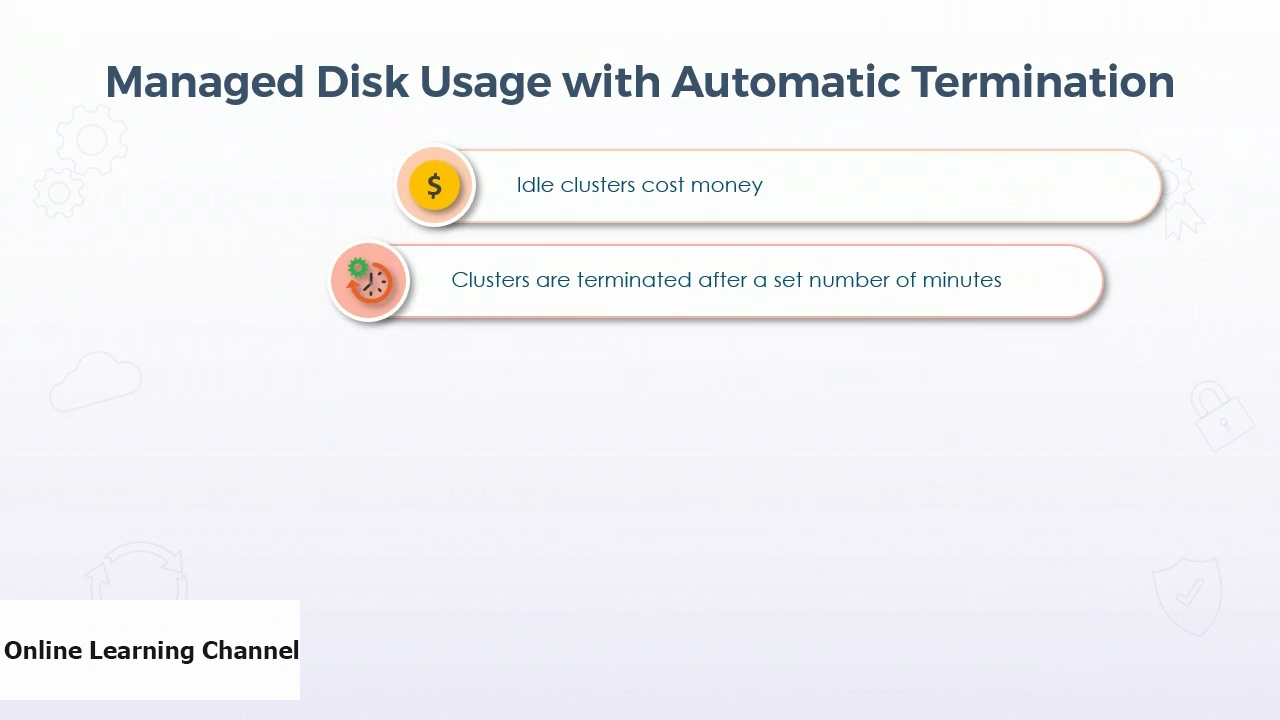 Managed Disk Usage with Automatic Termination
$
Idle clusters cost money
Clusters are terminated after a set number of minutes
Online Learning Channel